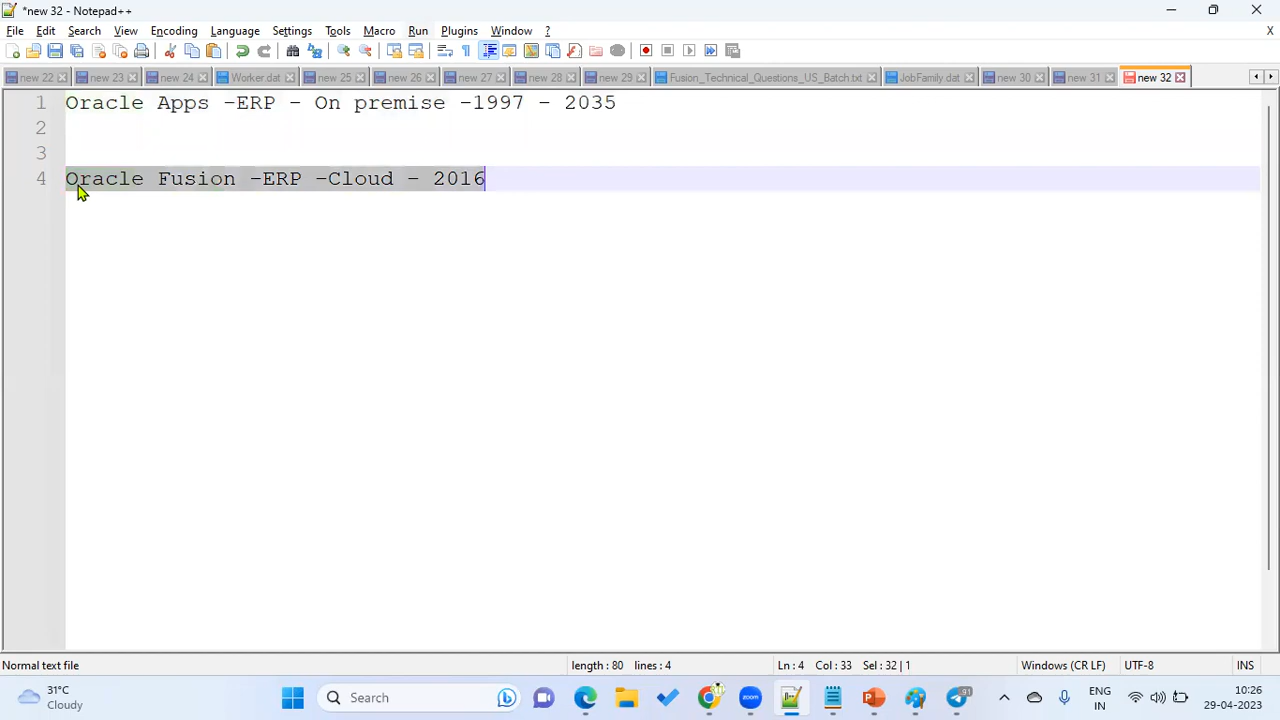 *new 32 - Notepad++
File Edit Search View Encoding Language Settings Tools Macro Run Plugins Window ? X
new 22 new 23 new 24 Worker.dat new 25 new 26 new 27 new 28 new 29 Fusion_Technical_Questions_US_Batch.txt JobFamily.dat new 30 new 31 new 32
1 Oracle Apps -ERP - On premise -1997 - 2035
2
3
4 Oracle Fusion -ERP -Cloud - 2016
Normal text file length : 80 lines : 4 Ln : 4 Col : 33 Sel : 32 | 1 Windows (CR LF) UTF-8 INS
31°C
Cloudy
Search
zoom
91
ENG
IN
10:26
29-04-2023